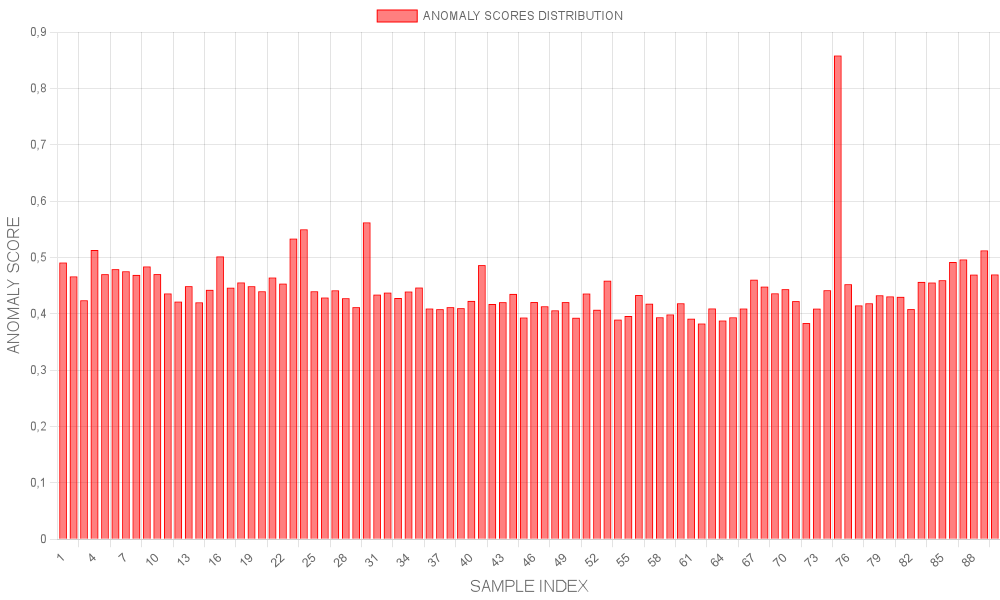 ANOMALY SCORES DISTRIBUTION
0,9
0,8
0,7
0,6
0,5
0,4
0,3
0,2
0,1
0
ANOMALY SCORE
1 4 7 10 13 16 19 22 25 28 31 34 37 40 43 46 49 52 55 58 61 64 67 70 73 76 79 82 85 88
SAMPLE INDEX